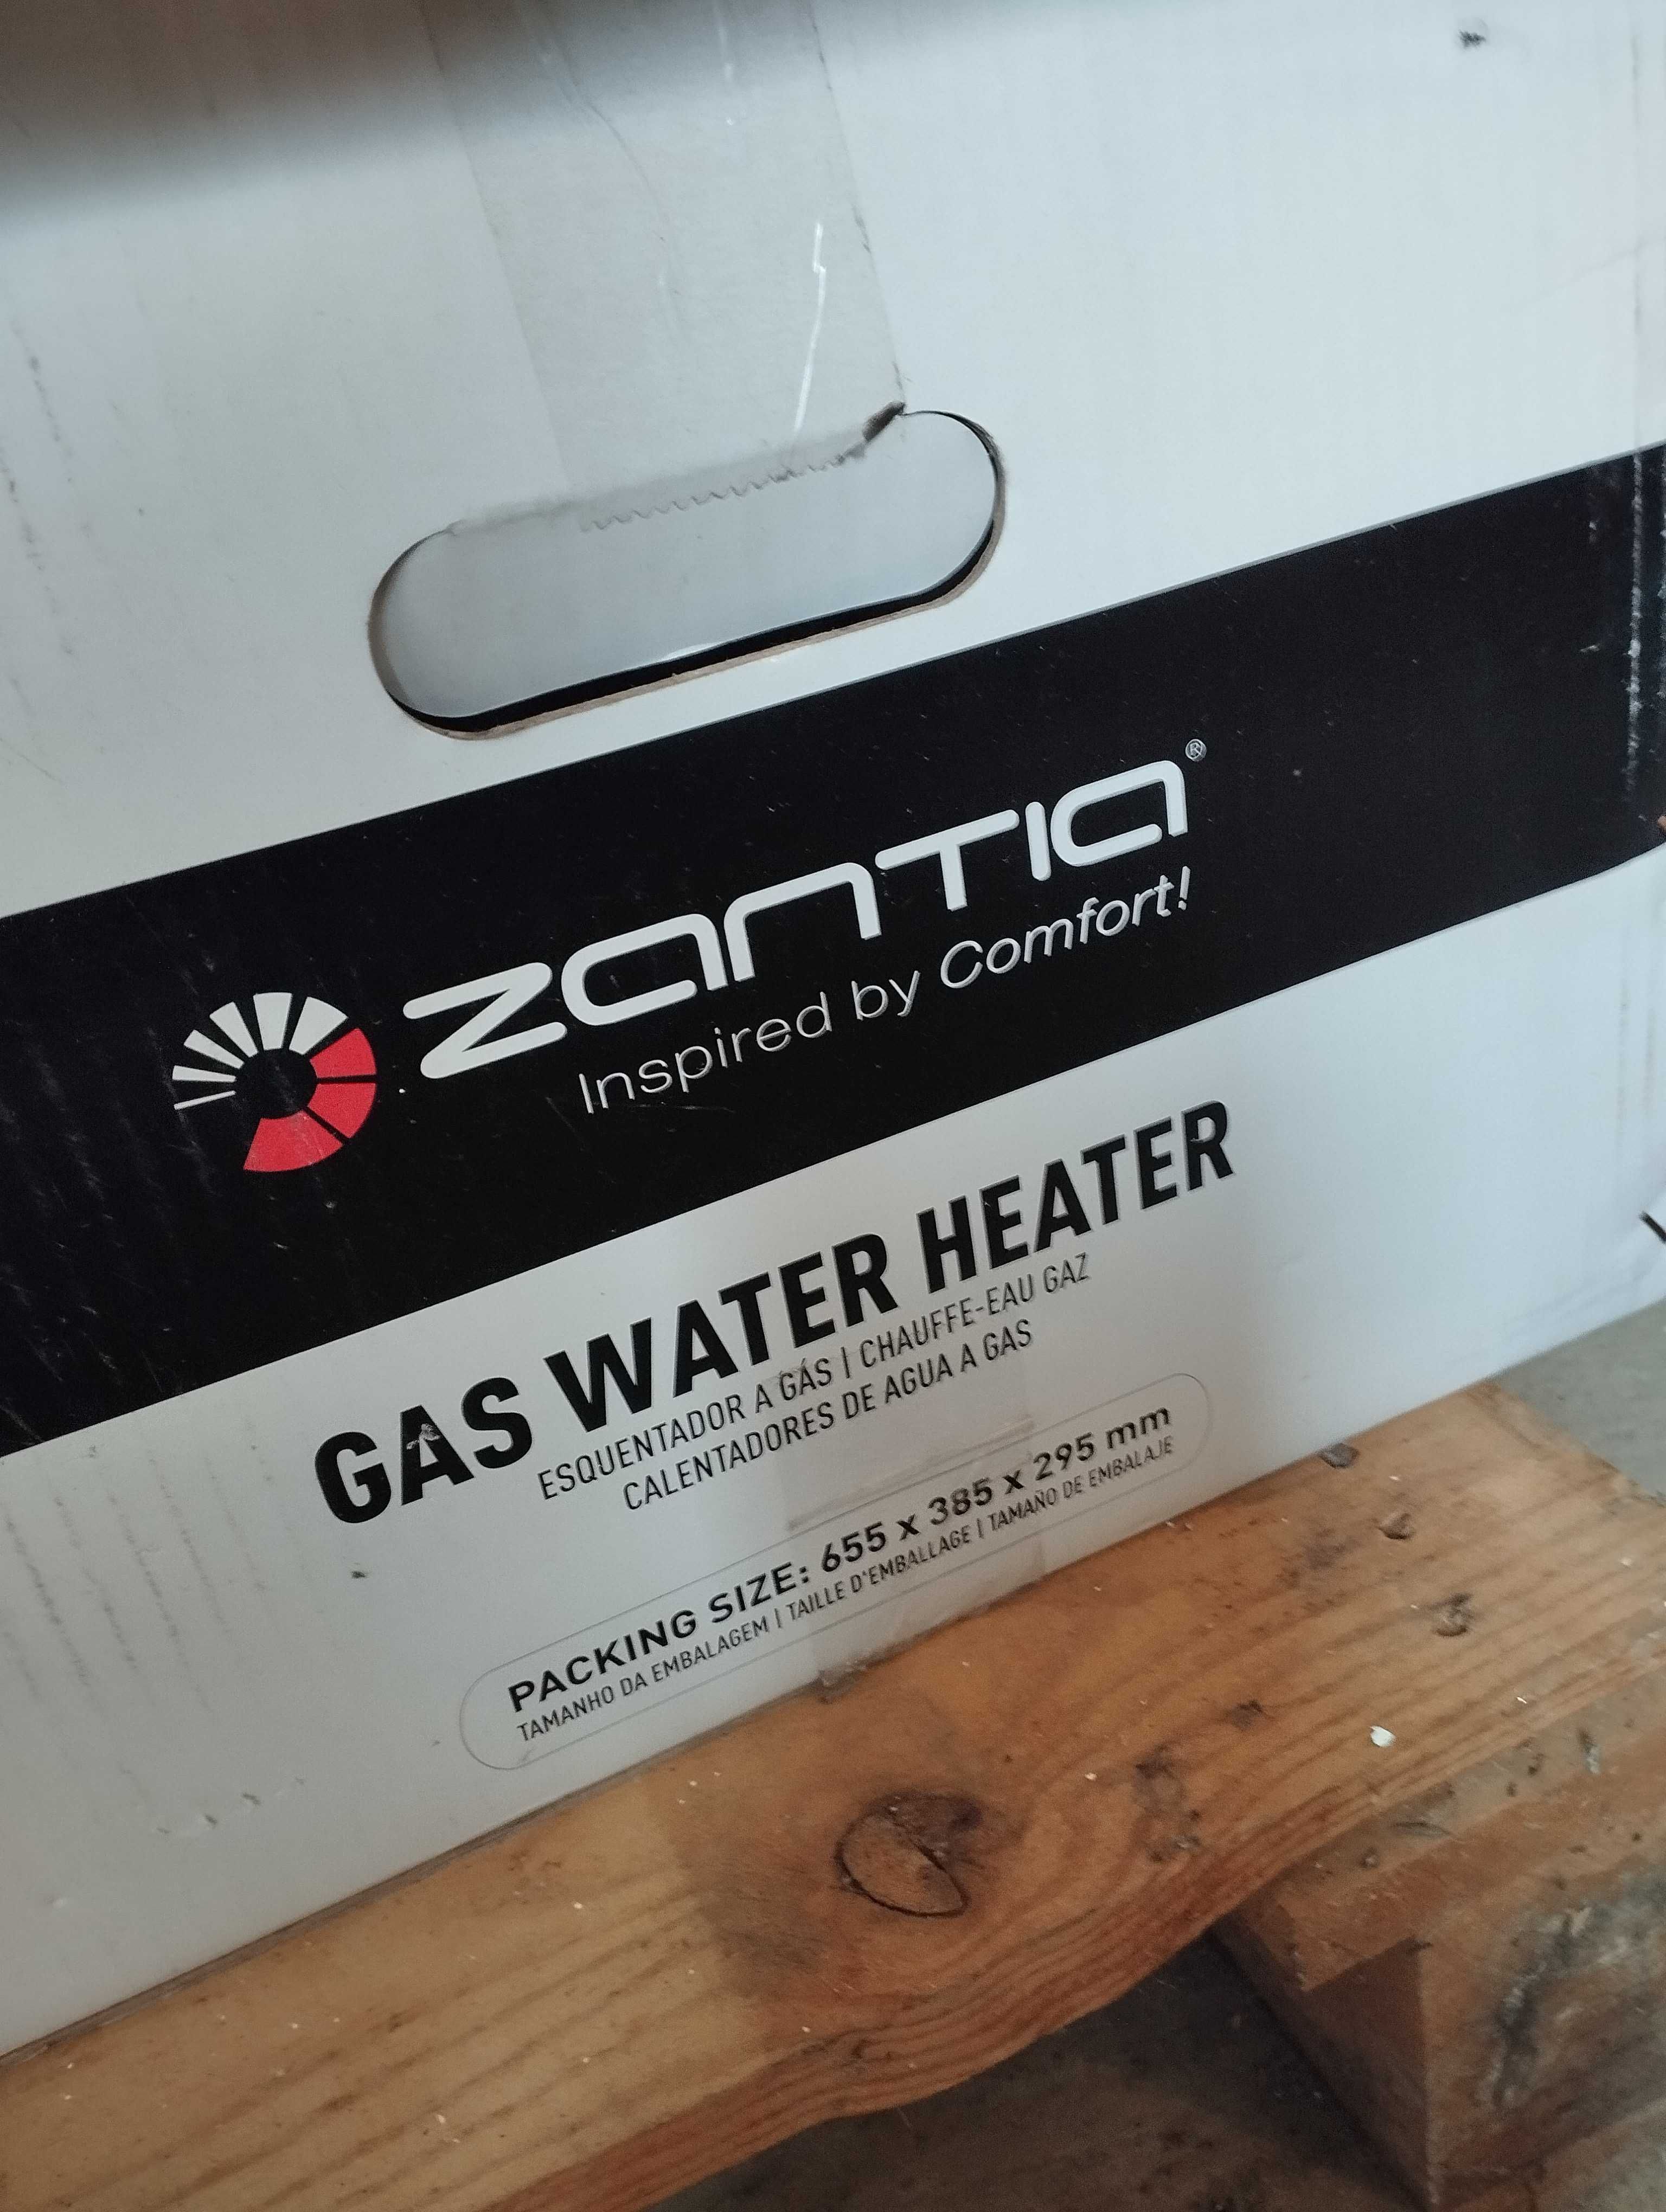 zantia®
Inspired by Comfort!
GAS WATER HEATER
ESQUENTADOR A GÁS | CHAUFFE-EAU GAZ
CALENTADORES DE AGUA A GAS
PACKING SIZE: 655 x 385 x 295 mm
TAMANHO DA EMBALAGEM | TAILLE D'EMBALLAGE | TAMAÑO DE EMBALAJE